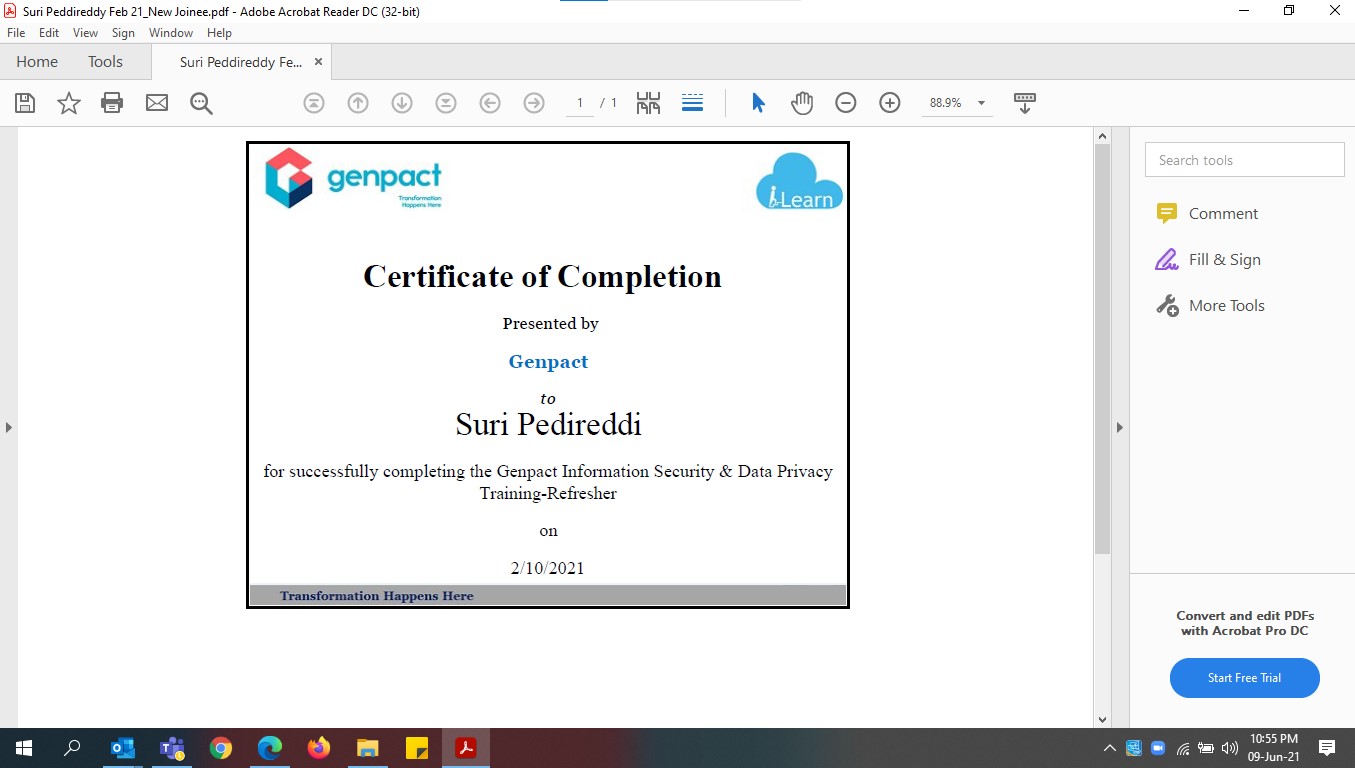 Suri Peddireddy Feb 21_New Joinee.pdf - Adobe Acrobat Reader DC (32-bit)
File Edit View Sign Window Help
Home Tools Suri Peddireddy Fe... ×
1 / 1 88.9%
genpact
Transformation
Happens Here
i-Learn
Certificate of Completion
Presented by
Genpact
to
Suri Pedireddi
for successfully completing the Genpact Information Security & Data Privacy
Training-Refresher
on
2/10/2021
Transformation Happens Here
Search tools
Comment
Fill & Sign
More Tools
Convert and edit PDFs
with Acrobat Pro DC
Start Free Trial
10:55 PM
09-Jun-21